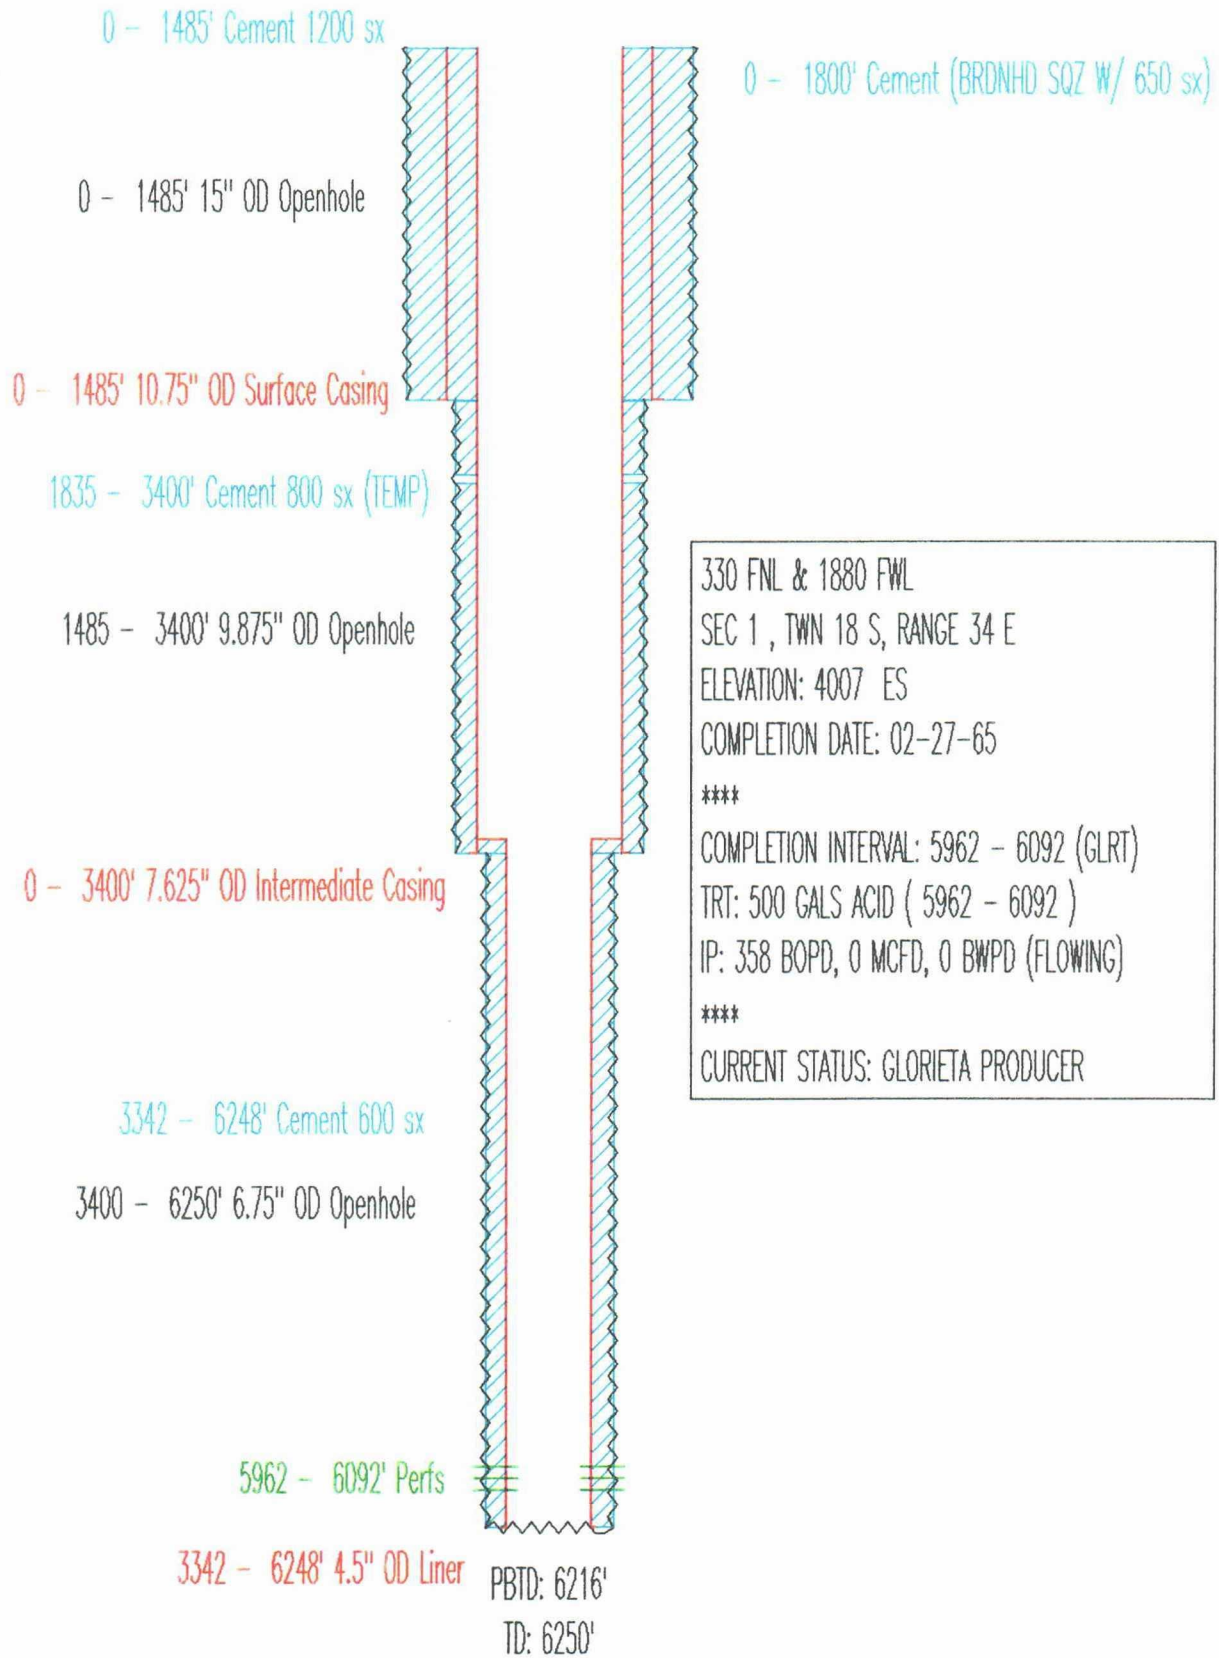 0 - 1485' Cement 1200 sx
0 - 1800' Cement (BRDNHD SQZ W/ 650 sx)
0 - 1485' 15" OD Openhole
0 - 1485' 10.75" OD Surface Casing
1835 - 3400' Cement 800 sx (TEMP)
1485 - 3400' 9.875" OD Openhole
330 FNL & 1880 FWL
SEC 1 , TWN 18 S, RANGE 34 E
ELEVATION: 4007 ES
COMPLETION DATE: 02-27-65
****
COMPLETION INTERVAL: 5962 - 6092 (GLRT)
TRT: 500 GALS ACID ( 5962 - 6092 )
IP: 358 BOPD, 0 MCFD, 0 BWPD (FLOWING)
****
CURRENT STATUS: GLORIETA PRODUCER
0 - 3400' 7.625" OD Intermediate Casing
3342 - 6248' Cement 600 sx
3400 - 6250' 6.75" OD Openhole
5962 - 6092' Perfs
3342 - 6248' 4.5" OD Liner
PBTD: 6216'
TD: 6250'